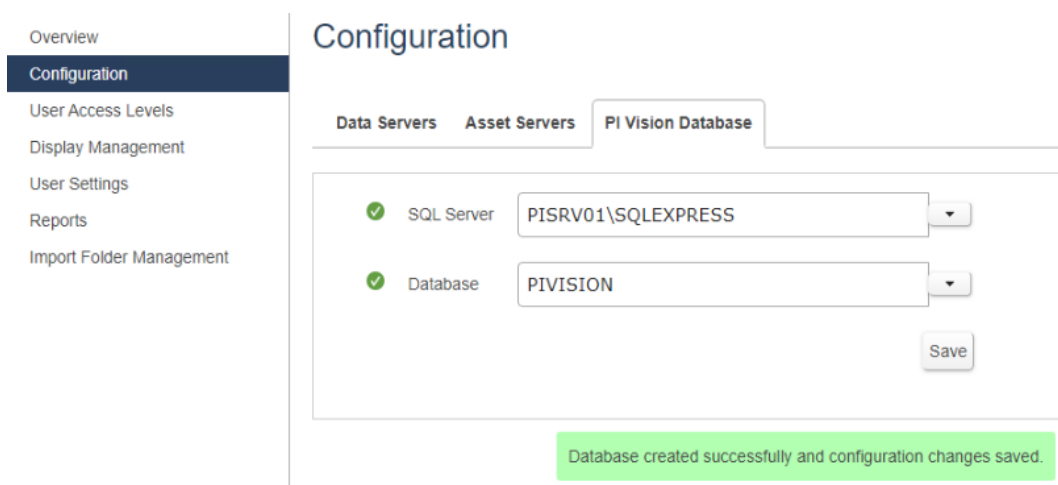 Overview
Configuration
User Access Levels
Display Management
User Settings
Reports
Import Folder Management
Configuration
Data Servers Asset Servers PI Vision Database
SQL Server PISRV01\SQLEXPRESS
Database PIVISION
Save
Database created successfully and configuration changes saved.